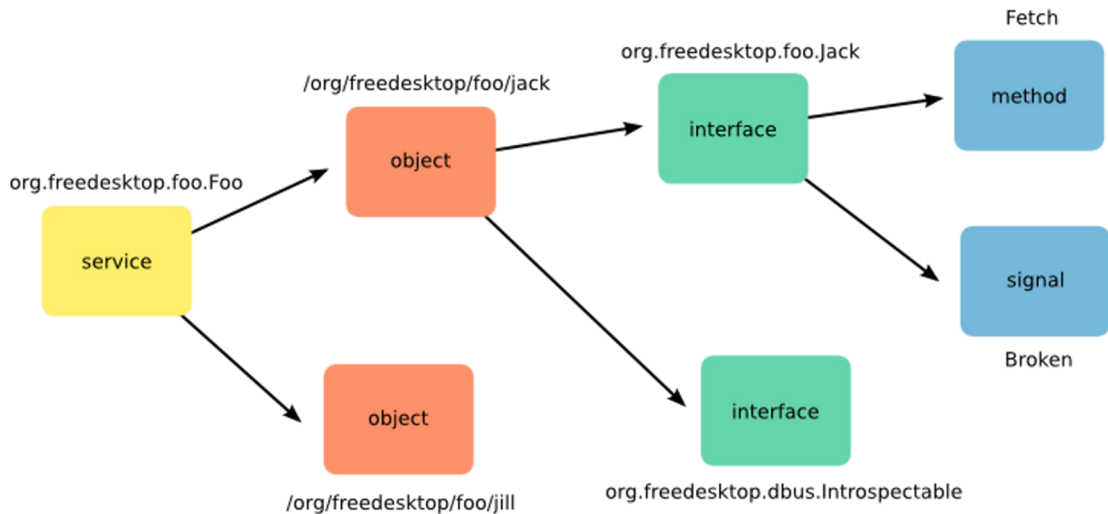 Fetch
org.freedesktop.foo.Jack
method
/org/freedesktop/foo/jack
interface
object
org.freedesktop.foo.Foo
service
signal
Broken
object
interface
/org/freedesktop/foo/jill
org.freedesktop.dbus.Introspectable